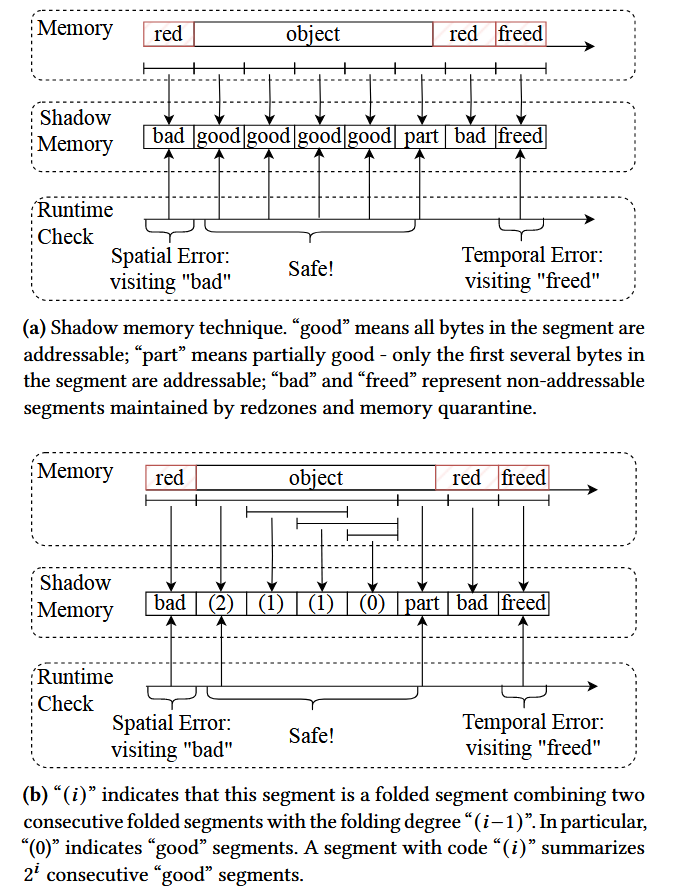 Memory
red object red freed
Shadow
Memory
bad good good good good part bad freed
Runtime
Check
Spatial Error:
visiting "bad"
Safe!
Temporal Error:
visiting "freed"
(a) Shadow memory technique. “good” means all bytes in the segment are
addressable; “part” means partially good - only the first several bytes in
the segment are addressable; “bad” and “freed” represent non-addressable
segments maintained by redzones and memory quarantine.
Memory
red object red freed
Shadow
Memory
bad (2) (1) (1) (0) part bad freed
Runtime
Check
Spatial Error:
visiting "bad"
Safe!
Temporal Error:
visiting "freed"
(b) “(i)” indicates that this segment is a folded segment combining two
consecutive folded segments with the folding degree “(i−1)”. In particular,
“(0)” indicates “good” segments. A segment with code “(i)” summarizes
2^i consecutive “good” segments.